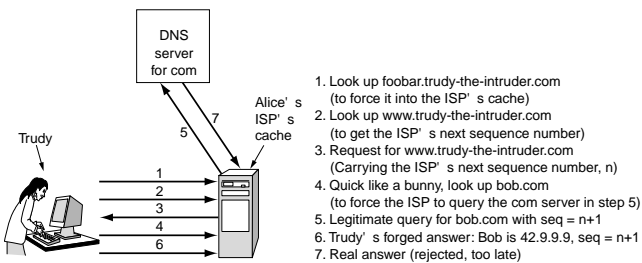 DNS
server
for com
Alice' s
ISP' s
cache
Trudy
5
7
1
2
3
4
6
1. Look up foobar.trudy-the-intruder.com
(to force it into the ISP' s cache)
2. Look up www.trudy-the-intruder.com
(to get the ISP' s next sequence number)
3. Request for www.trudy-the-intruder.com
(Carrying the ISP' s next sequence number, n)
4. Quick like a bunny, look up bob.com
(to force the ISP to query the com server in step 5)
5. Legitimate query for bob.com with seq = n+1
6. Trudy' s forged answer: Bob is 42.9.9.9, seq = n+1
7. Real answer (rejected, too late)